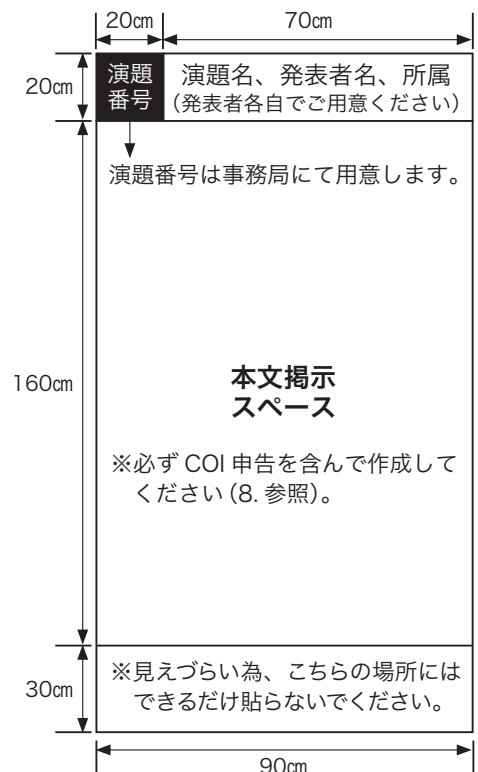 20㎝
70㎝
20㎝
演題
番号
演題名、発表者名、所属
(発表者各自でご用意ください)
演題番号は事務局にて用意します。
160㎝
本文掲示
スペース
※必ず COI 申告を含んで作成して
ください(8. 参照)。
30㎝
※見えづらい為、こちらの場所には
できるだけ貼らないでください。
90㎝